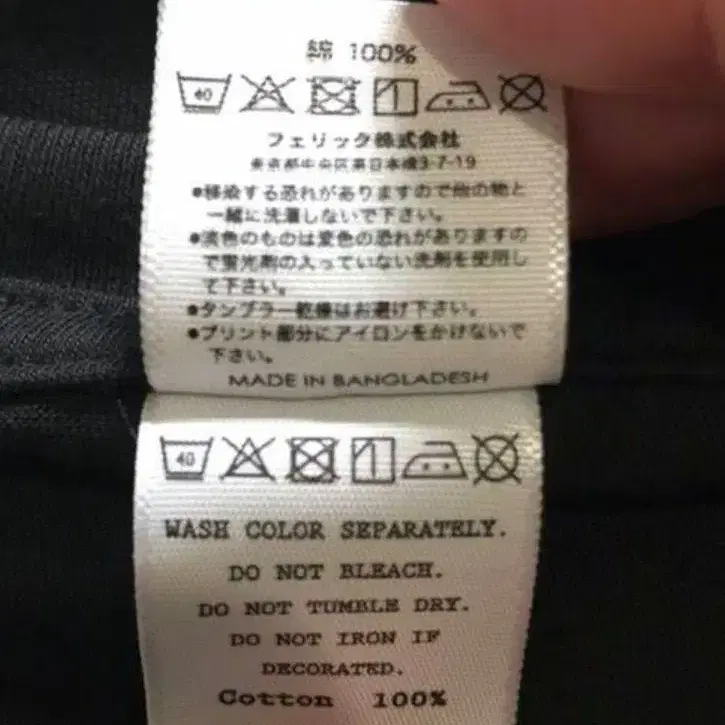 綿 100%
40
フェリック株式会社
東京都中央区東日本橋3-7-19
●移染する恐れがありますので他の物と
一緒に洗濯しないで下さい。
●淡色のものは変色の恐れがありますの
で蛍光剤の入っていない洗剤を使用し
て下さい。
●タンブラー乾燥はお避け下さい。
●プリント部分にアイロンをかけないで
下さい。
MADE IN BANGLADESH
40
WASH COLOR SEPARATELY.
DO NOT BLEACH.
DO NOT TUMBLE DRY.
DO NOT IRON IF
DECORATED.
Cotton 100%